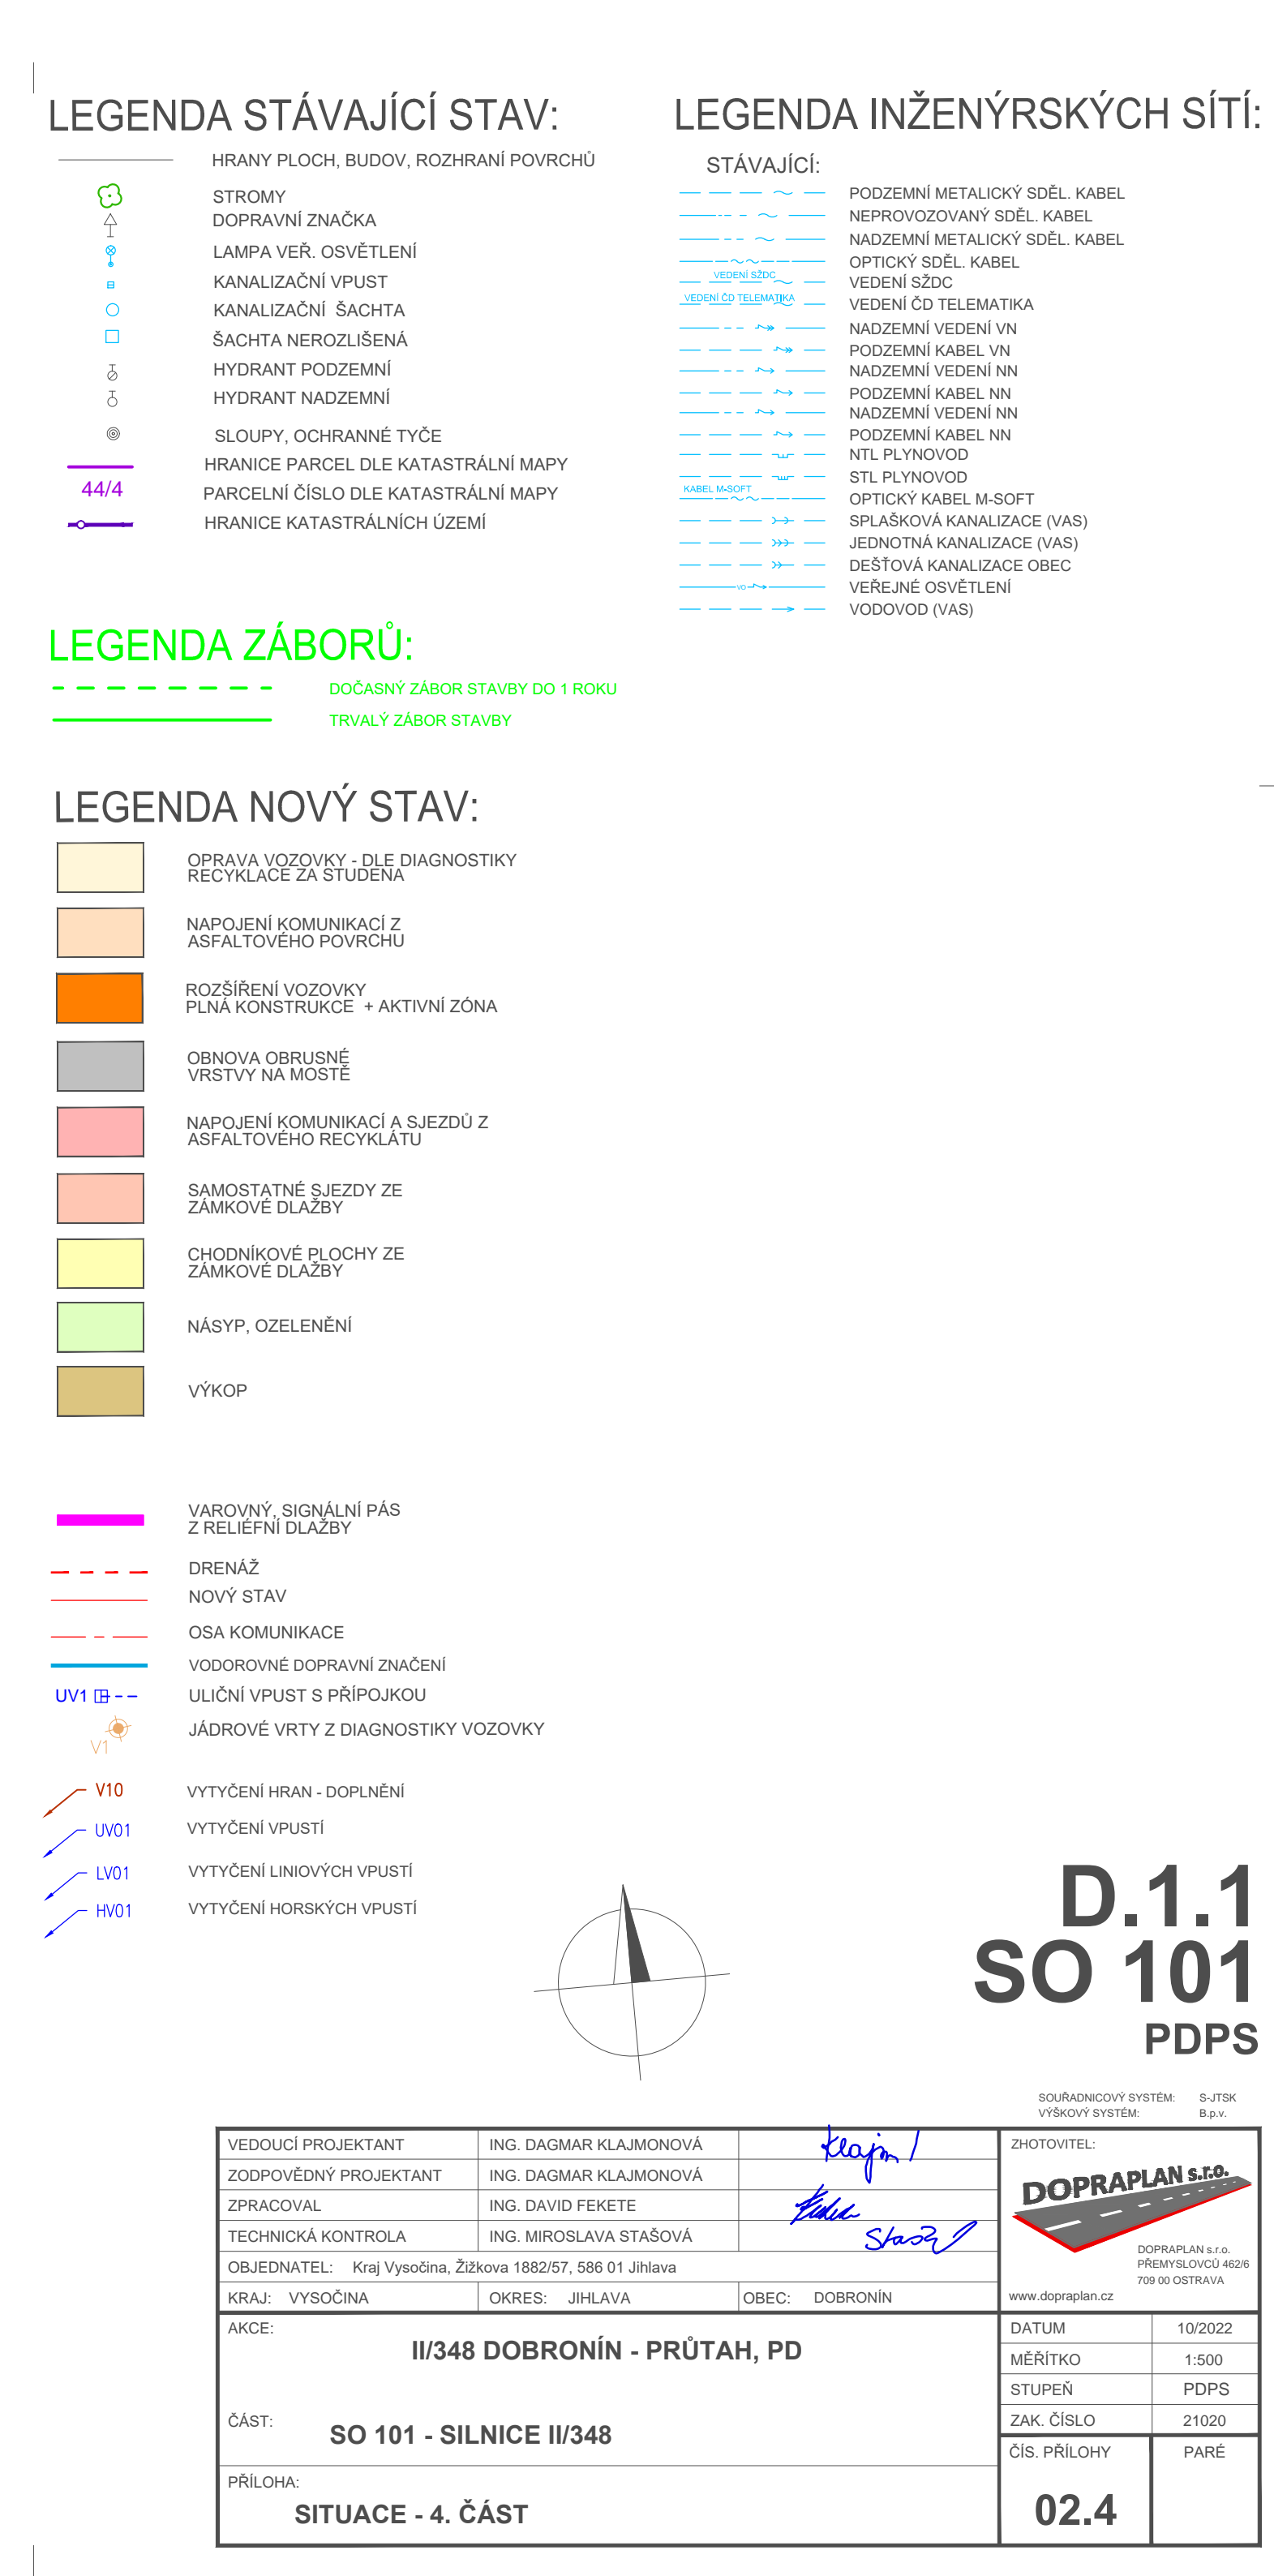 LEGENDA STÁVAJÍCÍ STAV:
HRANY PLOCH, BUDOV, ROZHRANÍ POVRCHŮ
STROMY
DOPRAVNÍ ZNAČKA
LAMPA VEŘ. OSVĚTLENÍ
KANALIZAČNÍ VPUST
KANALIZAČNÍ ŠACHTA
ŠACHTA NEROZLIŠENÁ
HYDRANT PODZEMNÍ
HYDRANT NADZEMNÍ
SLOUPY, OCHRANNÉ TYČE
HRANICE PARCEL DLE KATASTRÁLNÍ MAPY
44/4 PARCELNÍ ČÍSLO DLE KATASTRÁLNÍ MAPY
HRANICE KATASTRÁLNÍCH ÚZEMÍ
LEGENDA INŽENÝRSKÝCH SÍTÍ:
STÁVAJÍCÍ:
PODZEMNÍ METALICKÝ SDĚL. KABEL
NEPROVOZOVANÝ SDĚL. KABEL
NADZEMNÍ METALICKÝ SDĚL. KABEL
OPTICKÝ SDĚL. KABEL
VEDENÍ SŽDC VEDENÍ SŽDC
VEDENÍ ČD TELEMATIKA VEDENÍ ČD TELEMATIKA
NADZEMNÍ VEDENÍ VN
PODZEMNÍ KABEL VN
NADZEMNÍ VEDENÍ NN
PODZEMNÍ KABEL NN
NADZEMNÍ VEDENÍ NN
PODZEMNÍ KABEL NN
NTL PLYNOVOD
STL PLYNOVOD
KABEL M-SOFT OPTICKÝ KABEL M-SOFT
SPLAŠKOVÁ KANALIZACE (VAS)
JEDNOTNÁ KANALIZACE (VAS)
DEŠŤOVÁ KANALIZACE OBEC
VEŘEJNÉ OSVĚTLENÍ
VODOVOD (VAS)
LEGENDA ZÁBORŮ:
DOČASNÝ ZÁBOR STAVBY DO 1 ROKU
TRVALÝ ZÁBOR STAVBY
LEGENDA NOVÝ STAV:
OPRAVA VOZOVKY - DLE DIAGNOSTIKY
RECYKLACE ZA STUDENA
NAPOJENÍ KOMUNIKACÍ Z
ASFALTOVÉHO POVRCHU
ROZŠÍŘENÍ VOZOVKY
PLNÁ KONSTRUKCE + AKTIVNÍ ZÓNA
OBNOVA OBRUSNÉ
VRSTVY NA MOSTĚ
NAPOJENÍ KOMUNIKACÍ A SJEZDŮ Z
ASFALTOVÉHO RECYKLÁTU
SAMOSTATNÉ SJEZDY ZE
ZÁMKOVÉ DLAŽBY
CHODNÍKOVÉ PLOCHY ZE
ZÁMKOVÉ DLAŽBY
NÁSYP, OZELENĚNÍ
VÝKOP
VAROVNÝ, SIGNÁLNÍ PÁS
Z RELIÉFNÍ DLAŽBY
DRENÁŽ
NOVÝ STAV
OSA KOMUNIKACE
VODOROVNÉ DOPRAVNÍ ZNAČENÍ
UV1 ULIČNÍ VPUST S PŘÍPOJKOU
V1 JÁDROVÉ VRTY Z DIAGNOSTIKY VOZOVKY
V10 VYTYČENÍ HRAN - DOPLNĚNÍ
UV01 VYTYČENÍ VPUSTÍ
LV01 VYTYČENÍ LINIOVÝCH VPUSTÍ
HV01 VYTYČENÍ HORSKÝCH VPUSTÍ
D.1.1
SO 101
PDPS
SOUŘADNICOVÝ SYSTÉM: S-JTSK
VÝŠKOVÝ SYSTÉM: B.p.v.
VEDOUCÍ PROJEKTANT ING. DAGMAR KLAJMONOVÁ
ZODPOVĚDNÝ PROJEKTANT ING. DAGMAR KLAJMONOVÁ
ZPRACOVAL ING. DAVID FEKETE
TECHNICKÁ KONTROLA ING. MIROSLAVA STAŠOVÁ
OBJEDNATEL: Kraj Vysočina, Žižkova 1882/57, 586 01 Jihlava
KRAJ: VYSOČINA OKRES: JIHLAVA OBEC: DOBRONÍN
ZHOTOVITEL:
DOPRAPLAN s.r.o.
DOPRAPLAN s.r.o.
PŘEMYSLOVCŮ 462/6
709 00 OSTRAVA
www.dopraplan.cz
AKCE:
II/348 DOBRONÍN - PRŮTAH, PD
ČÁST:
SO 101 - SILNICE II/348
PŘÍLOHA:
SITUACE - 4. ČÁST
DATUM 10/2022
MĚŘÍTKO 1:500
STUPEŇ PDPS
ZAK. ČÍSLO 21020
ČÍS. PŘÍLOHY PARÉ
02.4